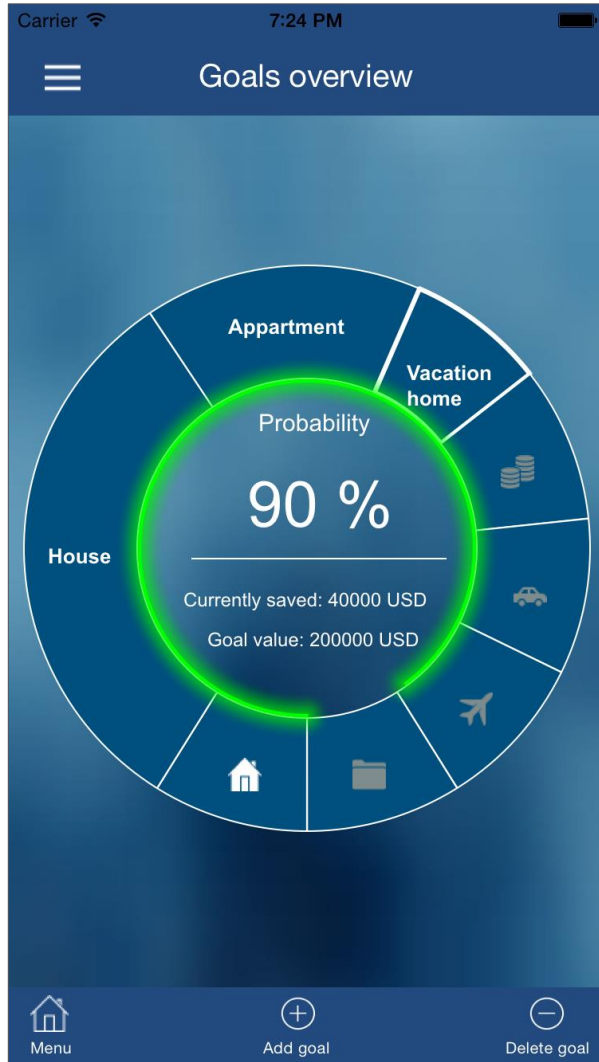 Carrier 7:24 PM
Goals overview
Appartment
Vacation
home
Probability
90 %
House
Currently saved: 40000 USD
Goal value: 200000 USD
Menu
Add goal
Delete goal